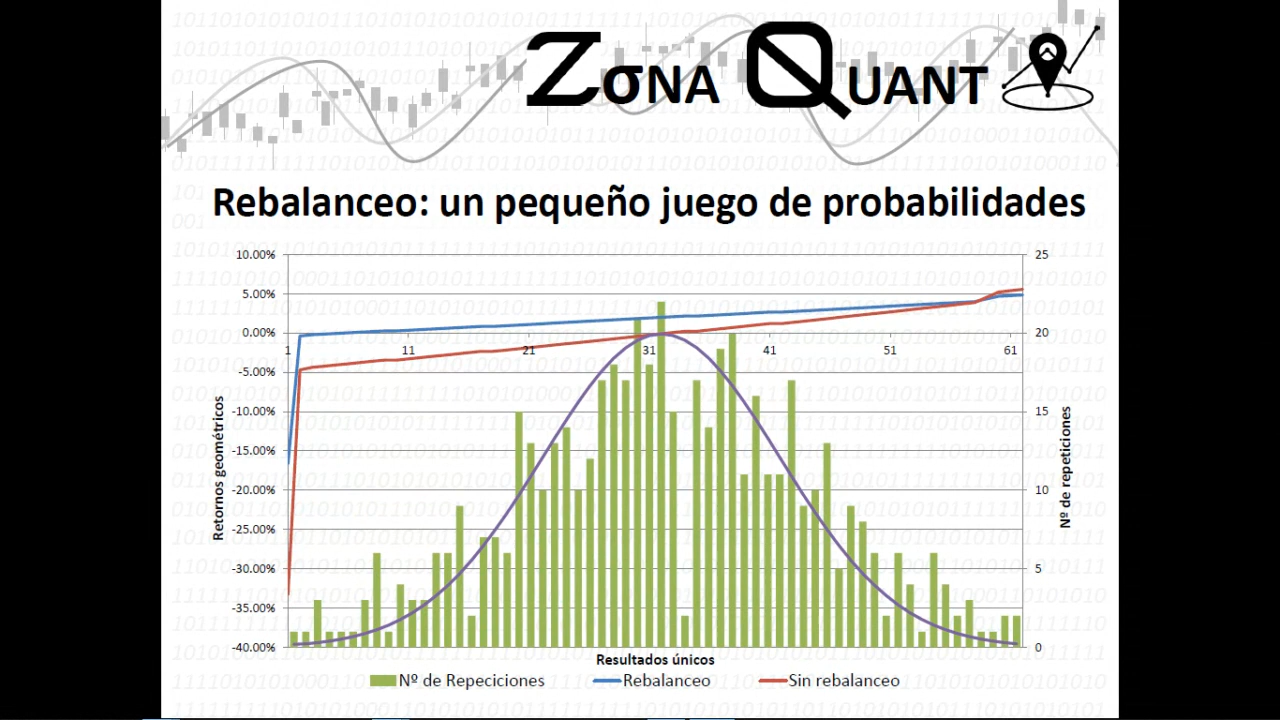 ZσNA QUANT
Rebalanceo: un pequeño juego de probabilidades
10.00%
5.00%
0.00%
-5.00%
-10.00%
-15.00%
-20.00%
-25.00%
-30.00%
-35.00%
-40.00%
Retornos geométricos
1 11 21 31 41 51 61
25
20
15
10
5
0
Nº de repeticiones
Resultados únicos
Nº de Repeciciones Rebalanceo Sin rebalanceo